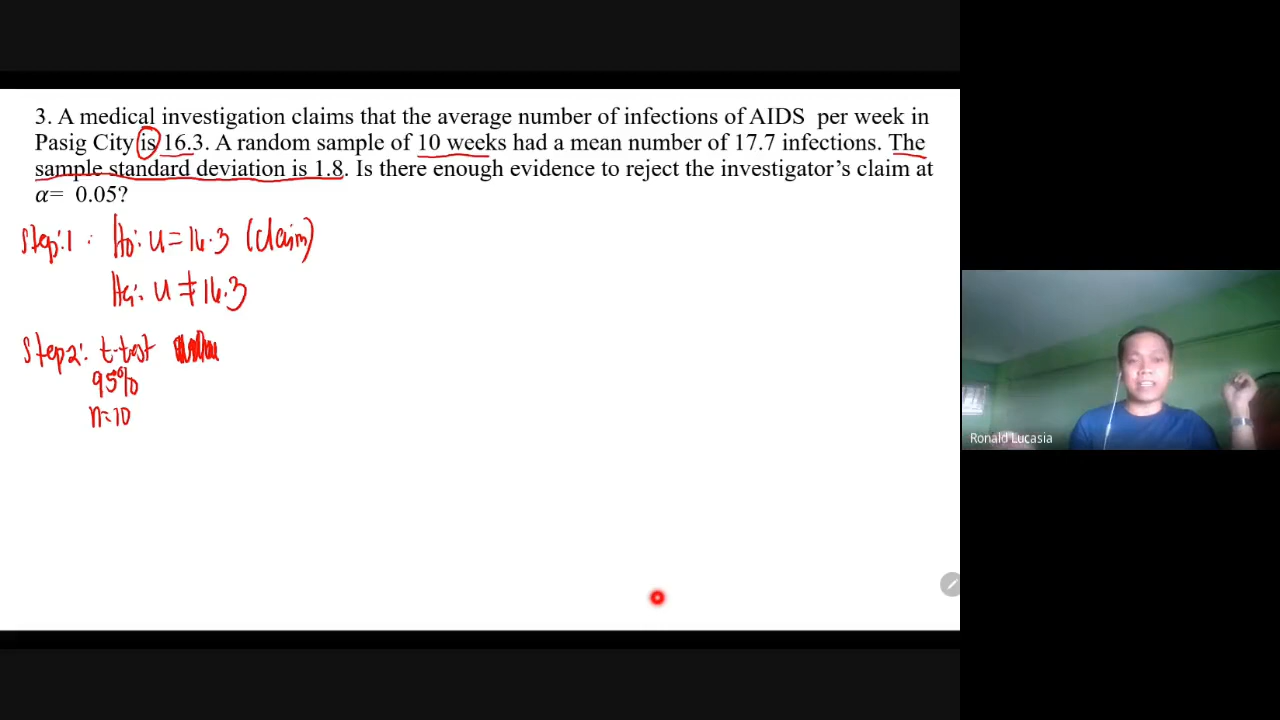 3. A medical investigation claims that the average number of infections of AIDS per week in
Pasig City is 16.3. A random sample of 10 weeks had a mean number of 17.7 infections. The
sample standard deviation is 1.8. Is there enough evidence to reject the investigator's claim at
α= 0.05?
Step:1 . Ho: u = 16.3 (claim)
Ha: u ≠ 16.3
Step2: t-test
95%
n=10
Ronald Lucasia